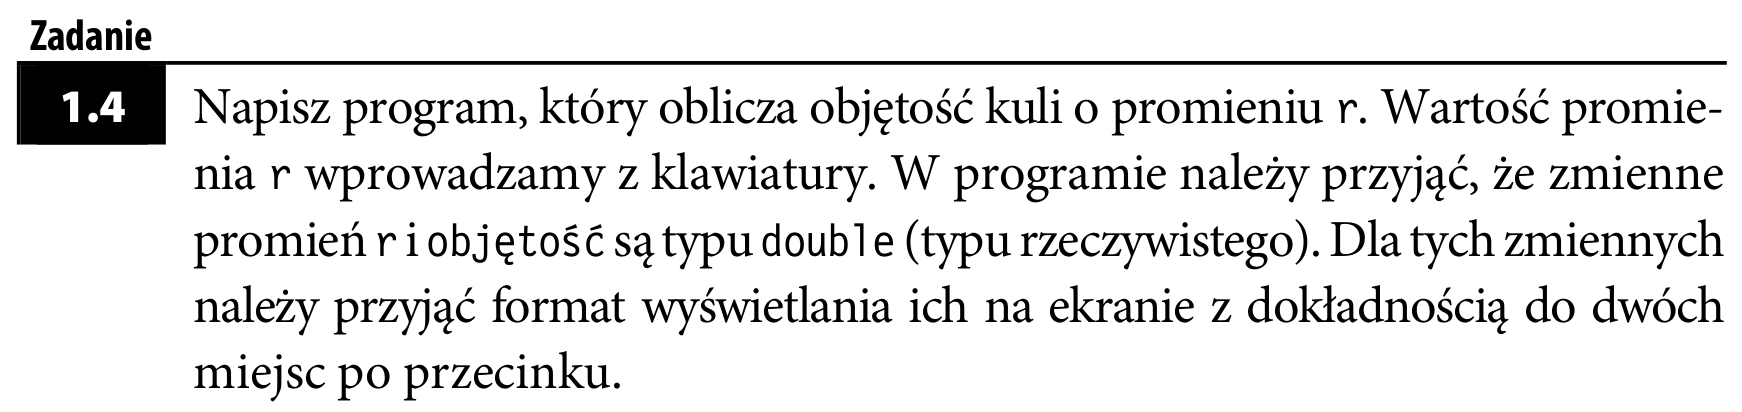 Zadanie
1.4 Napisz program, który oblicza objętość kuli o promieniu r. Wartość promie-
nia r wprowadzamy z klawiatury. W programie należy przyjąć, że zmienne
promień r i objętość są typu double (typu rzeczywistego). Dla tych zmiennych
należy przyjąć format wyświetlania ich na ekranie z dokładnością do dwóch
miejsc po przecinku.